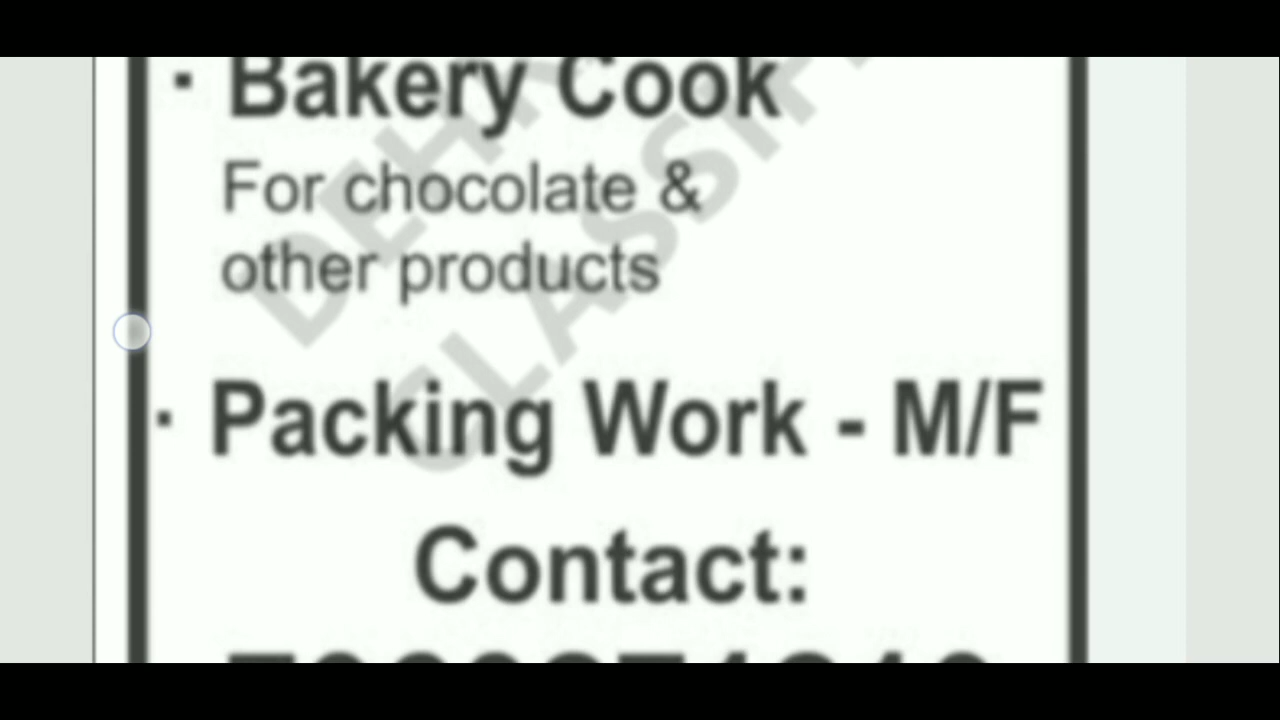 · Bakery Cook
For chocolate &
other products
· Packing Work - M/F
Contact: